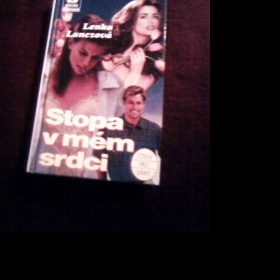 Lenka
Lanczová
Stopa
v mém
srdci